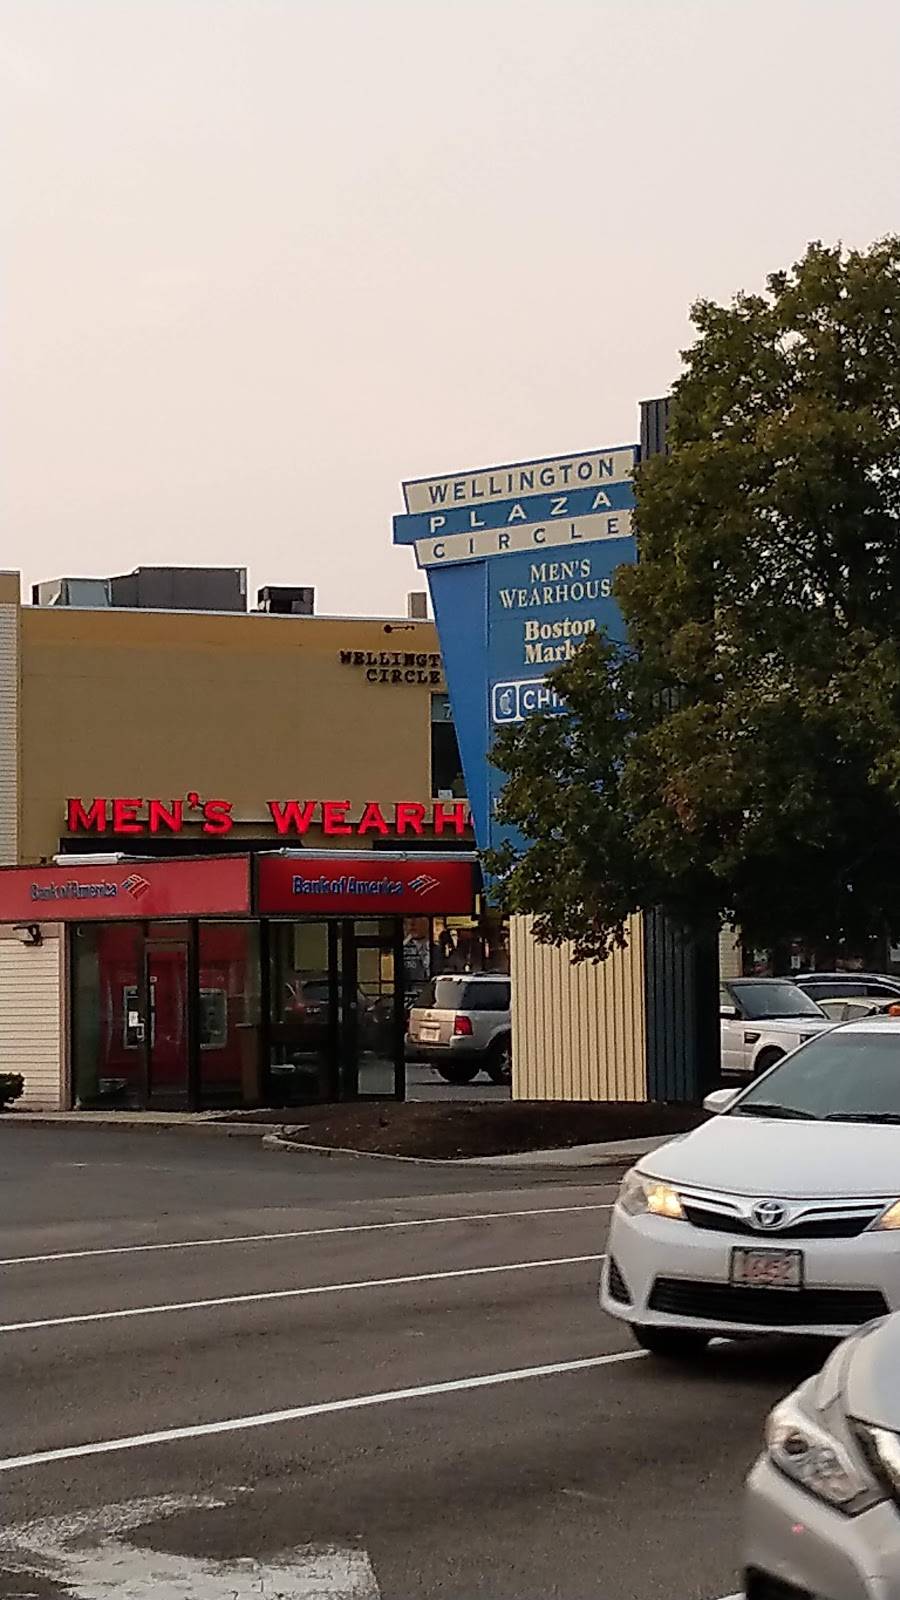 WELLINGTON
PLAZA
CIRCLE
MEN'S
WEARHOUS
Boston
Mark
CHI
WELLINGT
CIRCLE
MEN'S WEARH
Bank of America
Bank of America